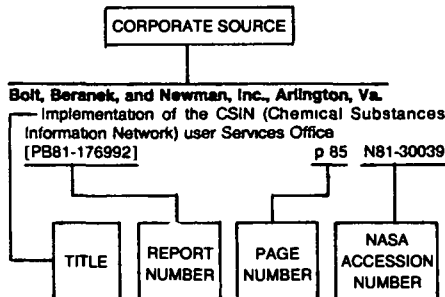 CORPORATE SOURCE
Bolt, Beranek, and Newman, Inc., Arlington, Va.
Implementation of the CSIN (Chemical Substances
Information Network) user Services Office
[PB81-176992] p 85 N81-30039
TITLE
REPORT
NUMBER
PAGE
NUMBER
NASA
ACCESSION
NUMBER